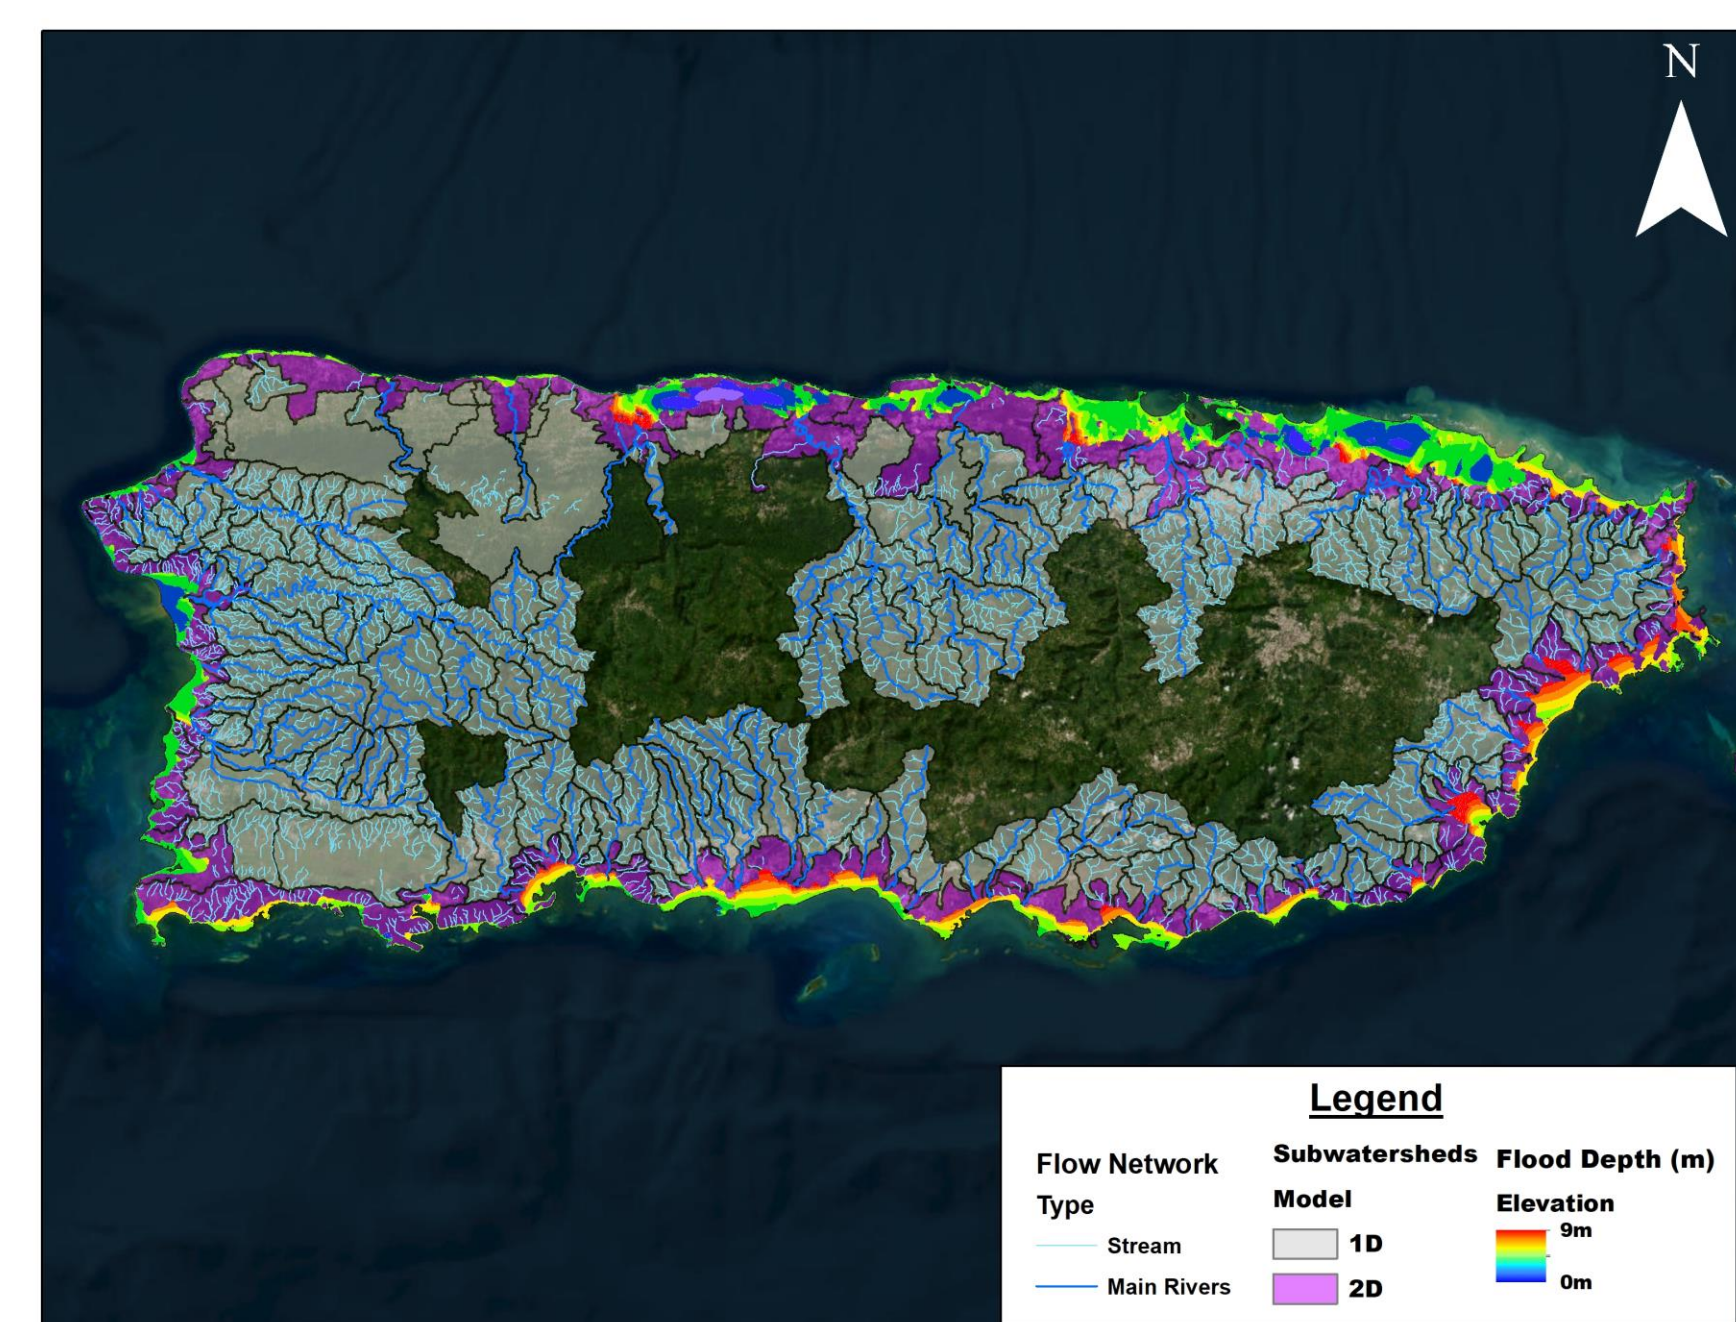 N
Legend
Flow Network
Type
Stream
Main Rivers
Subwatersheds
Model
1D
2D
Flood Depth (m)
Elevation
9m
0m